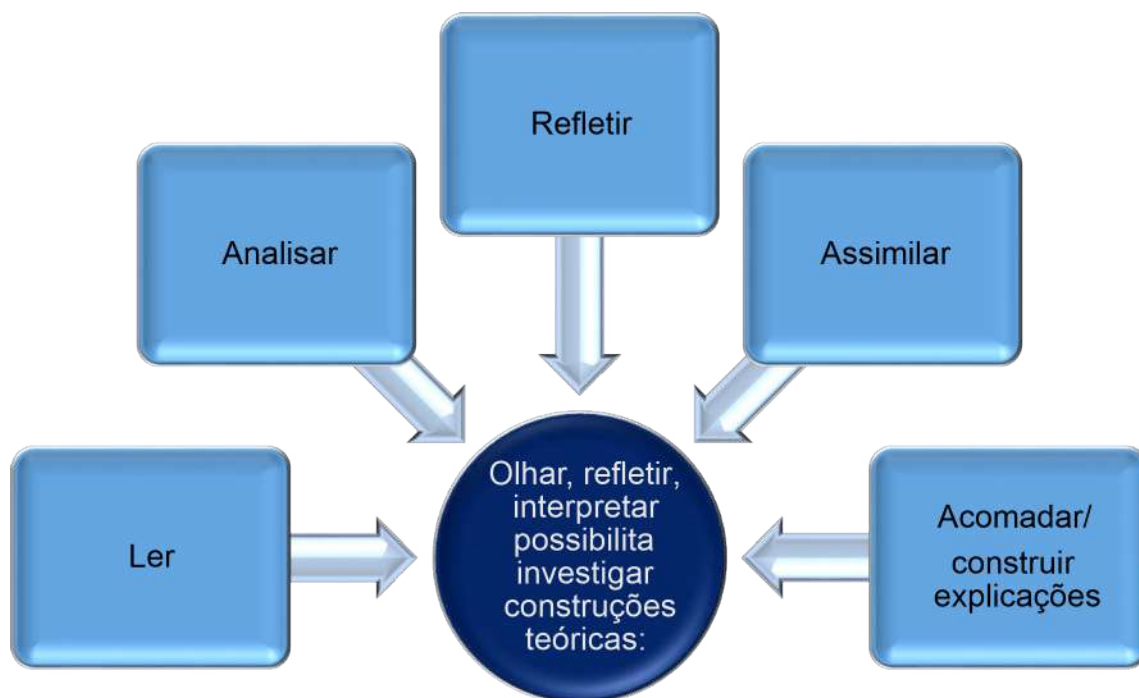 Refletir
Analisar
Assimilar
Ler
Olhar, refletir,
interpretar
possibilita
investigar
construções
teóricas:
Acomadar/
construir
explicações